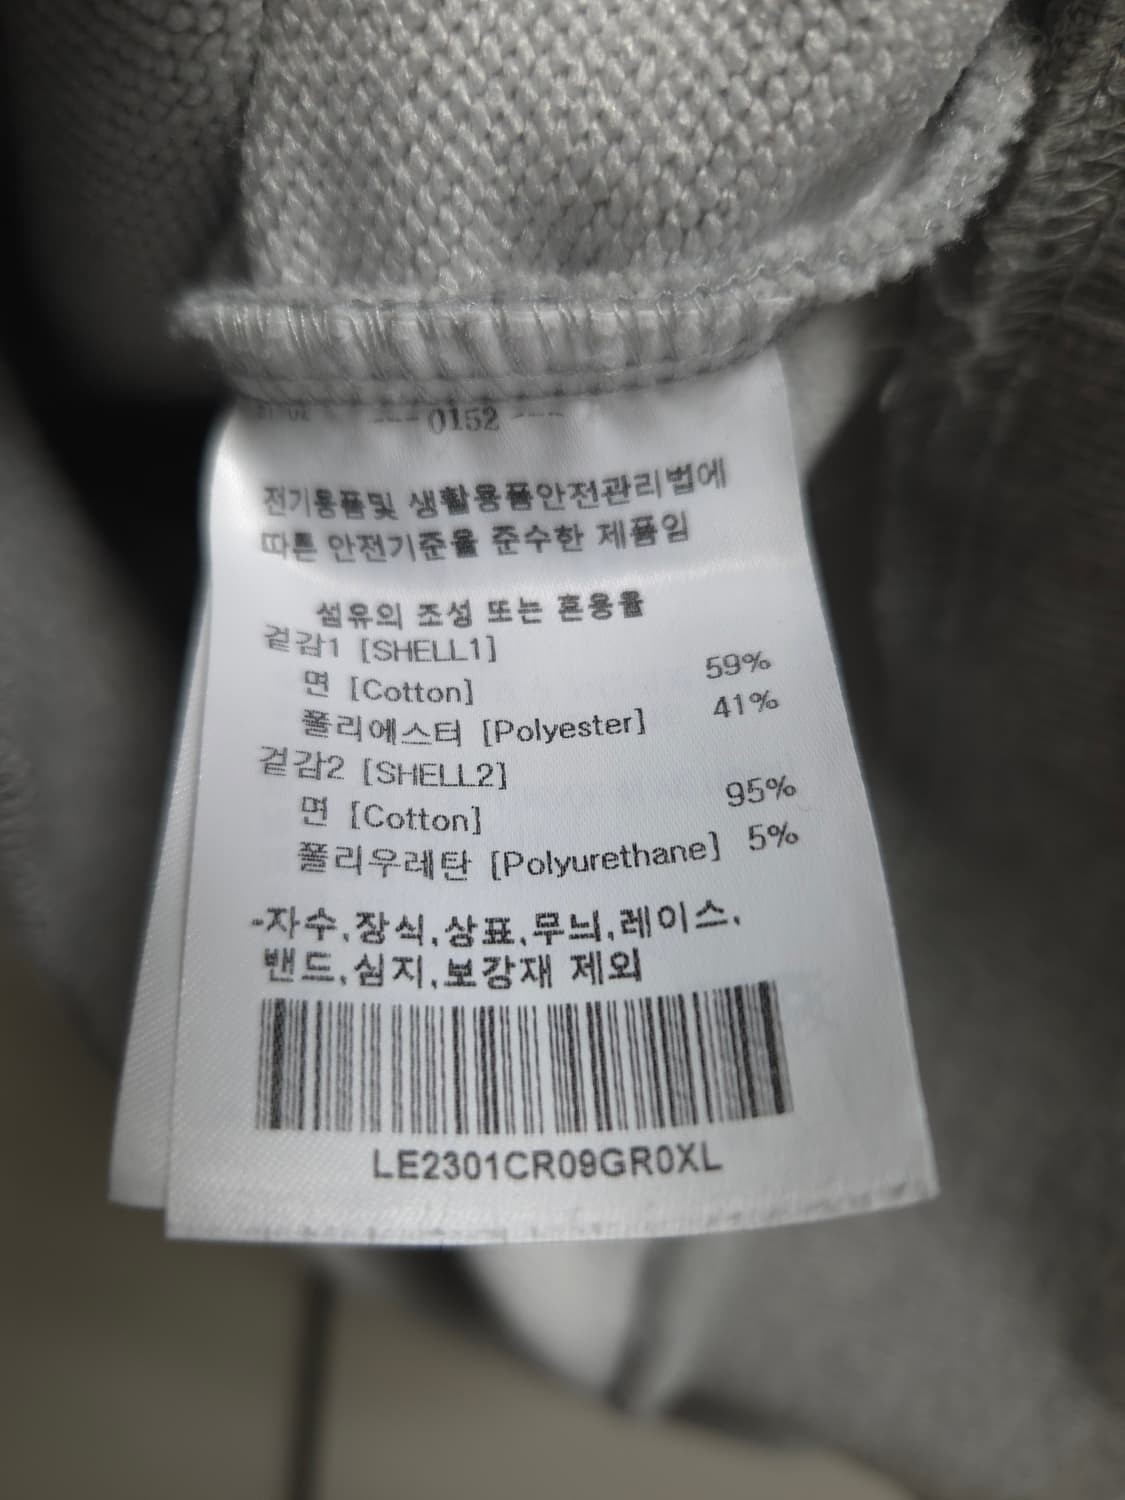 0152
전기용품및 생활용품안전관리법에
따른 안전기준을 준수한 제품임
섬유의 조성 또는 혼용율
겉감1 [SHELL1]
면 [Cotton] 59%
폴리에스터 [Polyester] 41%
겉감2 [SHELL2]
면 [Cotton] 95%
폴리우레탄 [Polyurethane] 5%
-자수,장식,상표,무늬,레이스,
밴드,심지,보강재 제외
LE2301CR09GR0XL